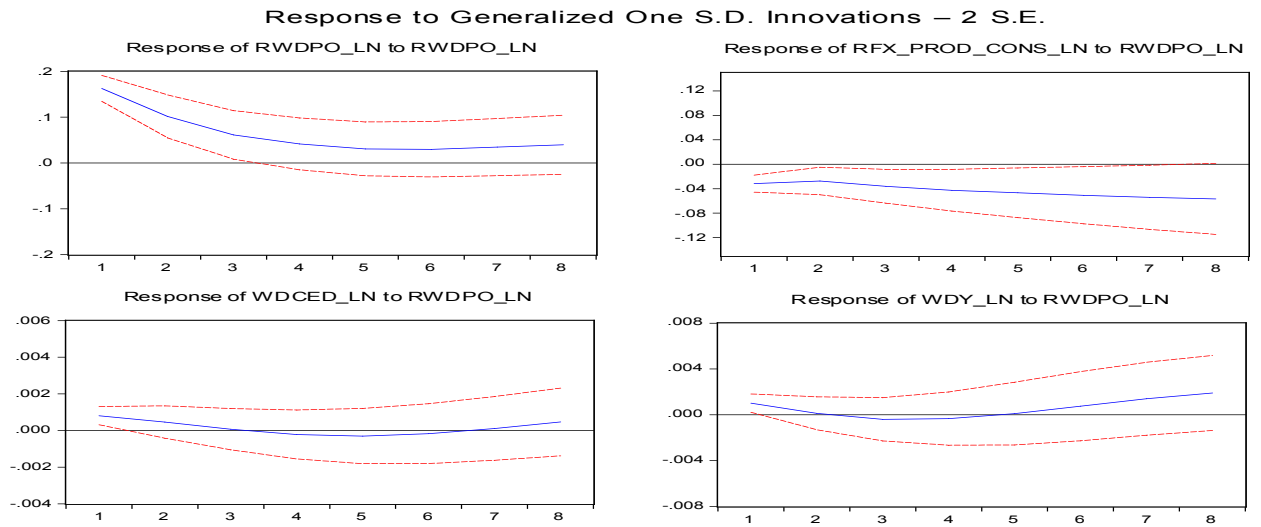 Response to Generalized One S.D. Innovations – 2 S.E.
Response of RWDPO_LN to RWDPO_LN
.2
.1
.0
-.1
-.2
1 2 3 4 5 6 7 8
Response of RFX_PROD_CONS_LN to RWDPO_LN
.12
.08
.04
.00
-.04
-.08
-.12
1 2 3 4 5 6 7 8
Response of WDCED_LN to RWDPO_LN
.006
.004
.002
.000
-.002
-.004
1 2 3 4 5 6 7 8
Response of WDY_LN to RWDPO_LN
.008
.004
.000
-.004
-.008
1 2 3 4 5 6 7 8